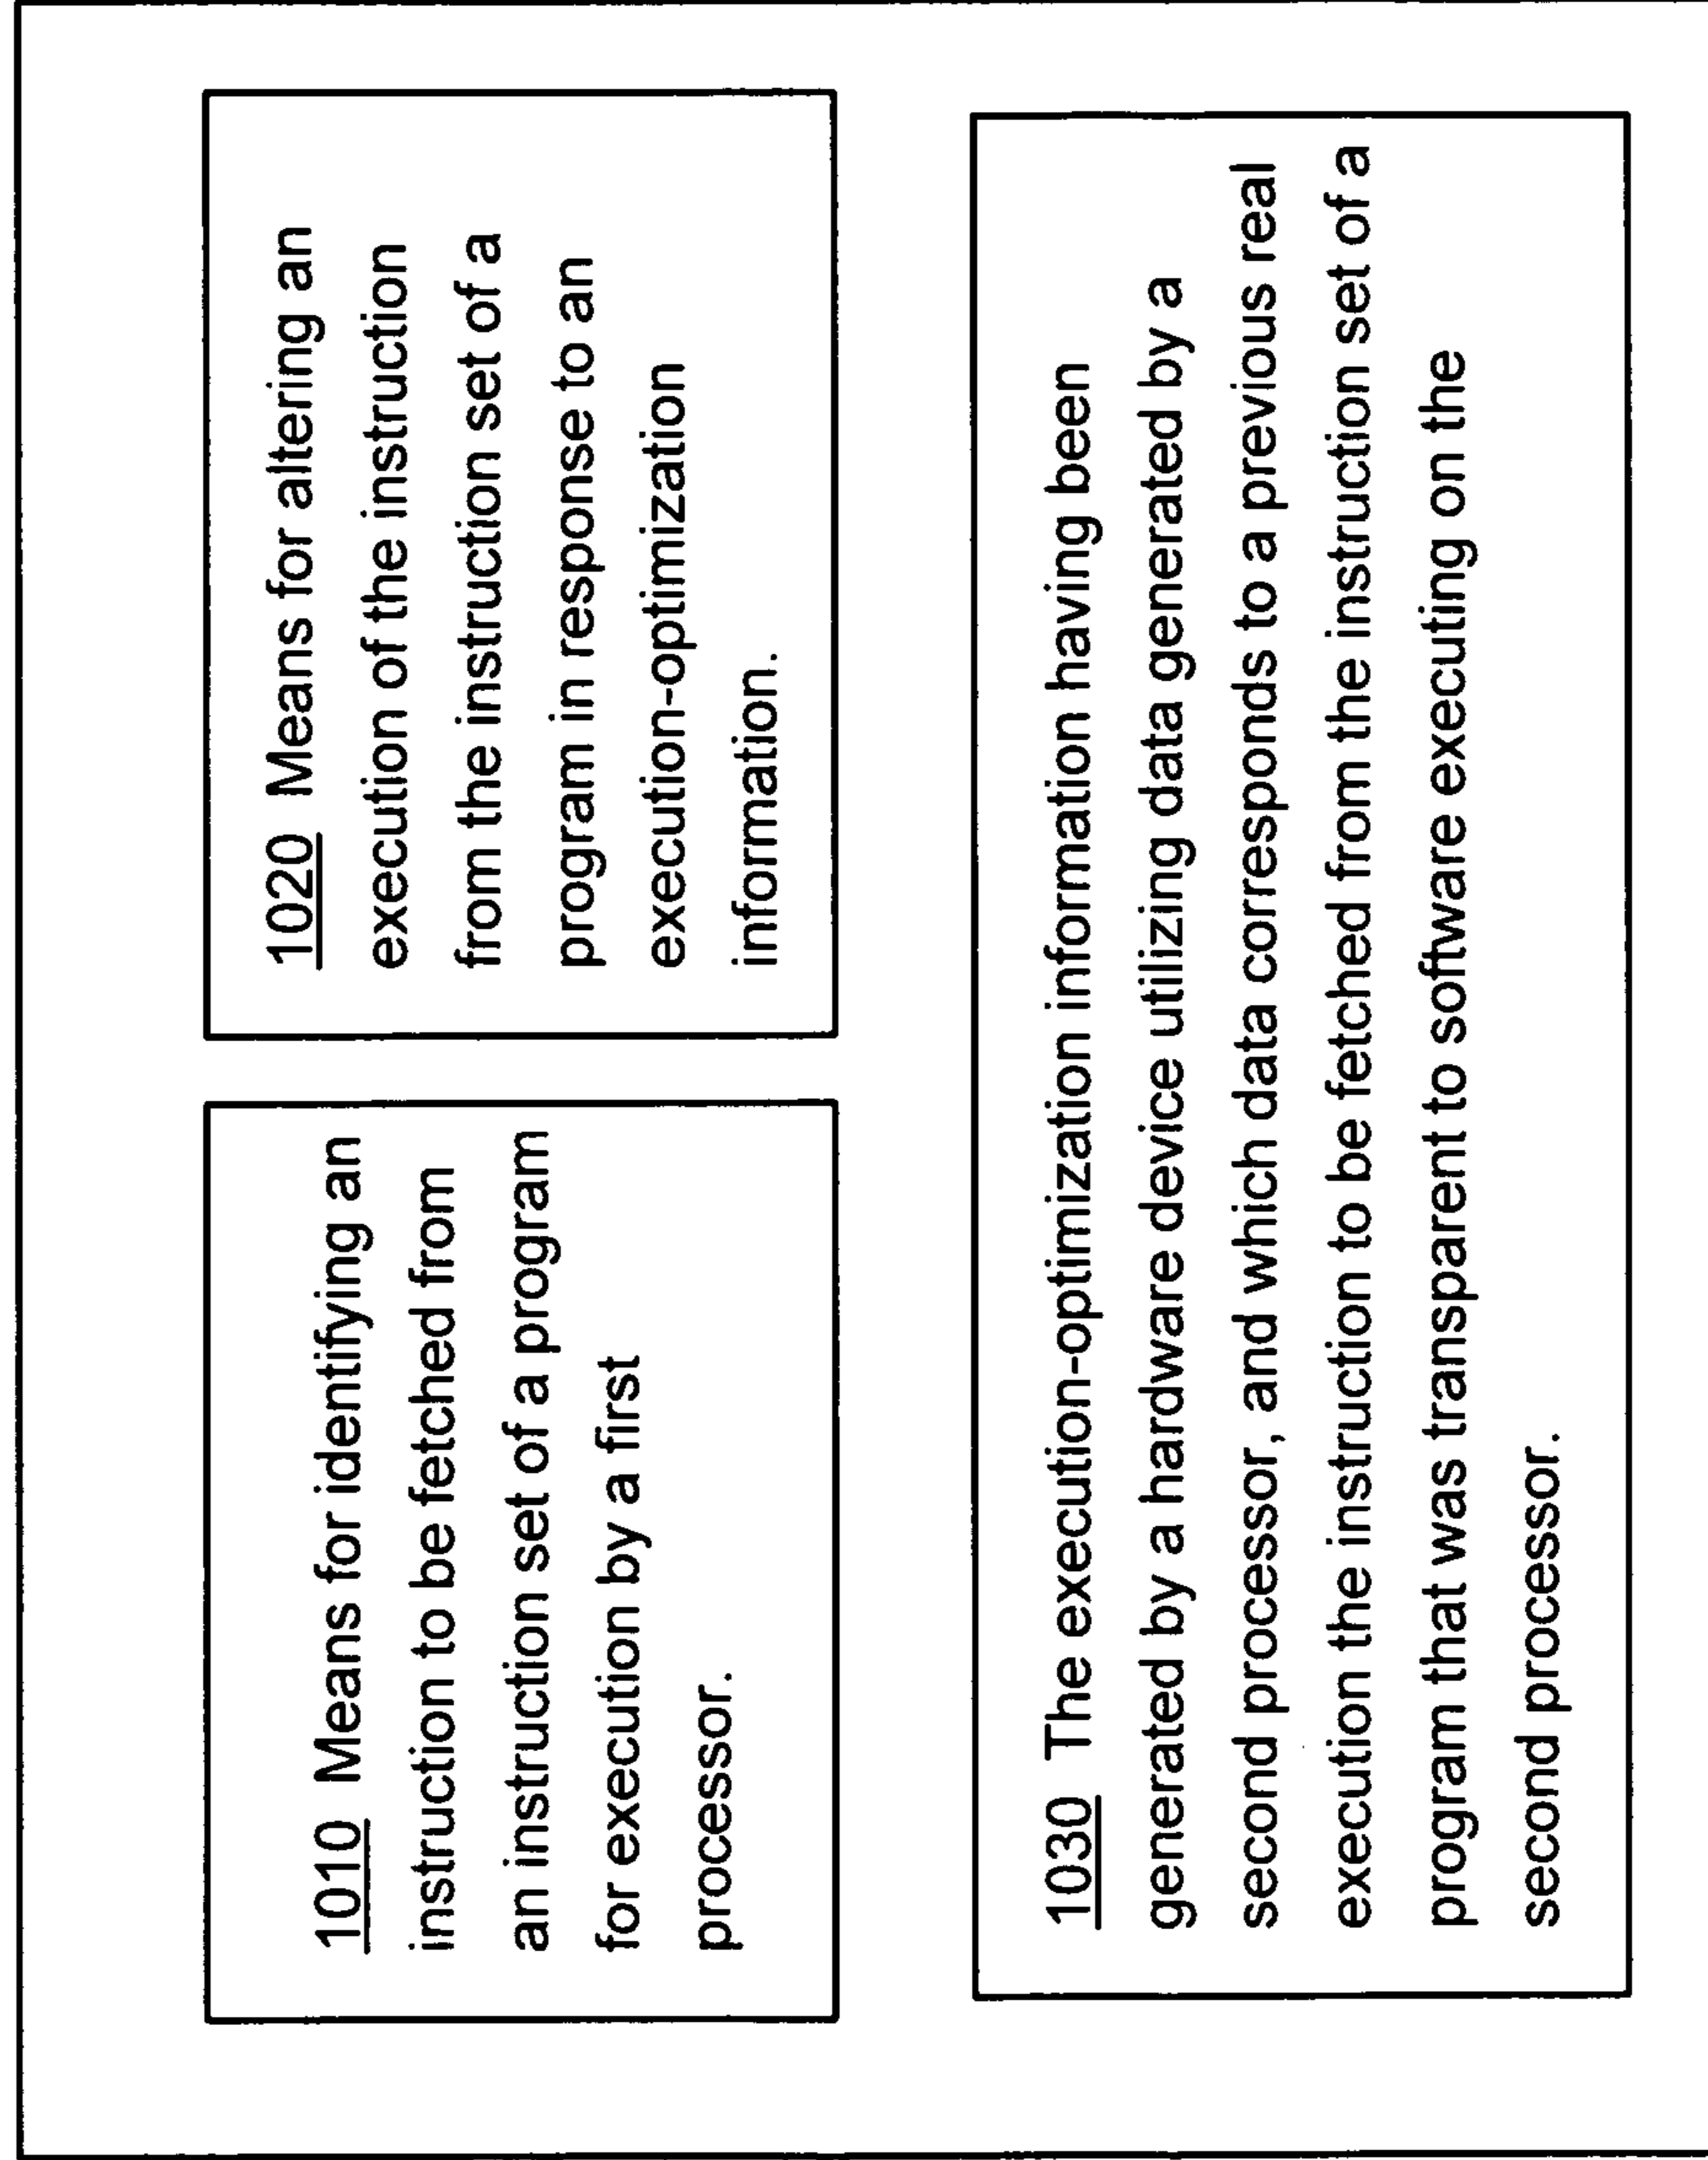 1010 Means for identifying an
instruction to be fetched from
an instruction set of a program
for execution by a first
processor.
1020 Means for altering an
execution of the instruction
from the instruction set of a
program in response to an
execution-optimization
information.
1030 The execution-optimization information having been
generated by a hardware device utilizing data generated by a
second processor, and which data corresponds to a previous real
execution the instruction to be fetched from the instruction set of a
program that was transparent to software executing on the
second processor.